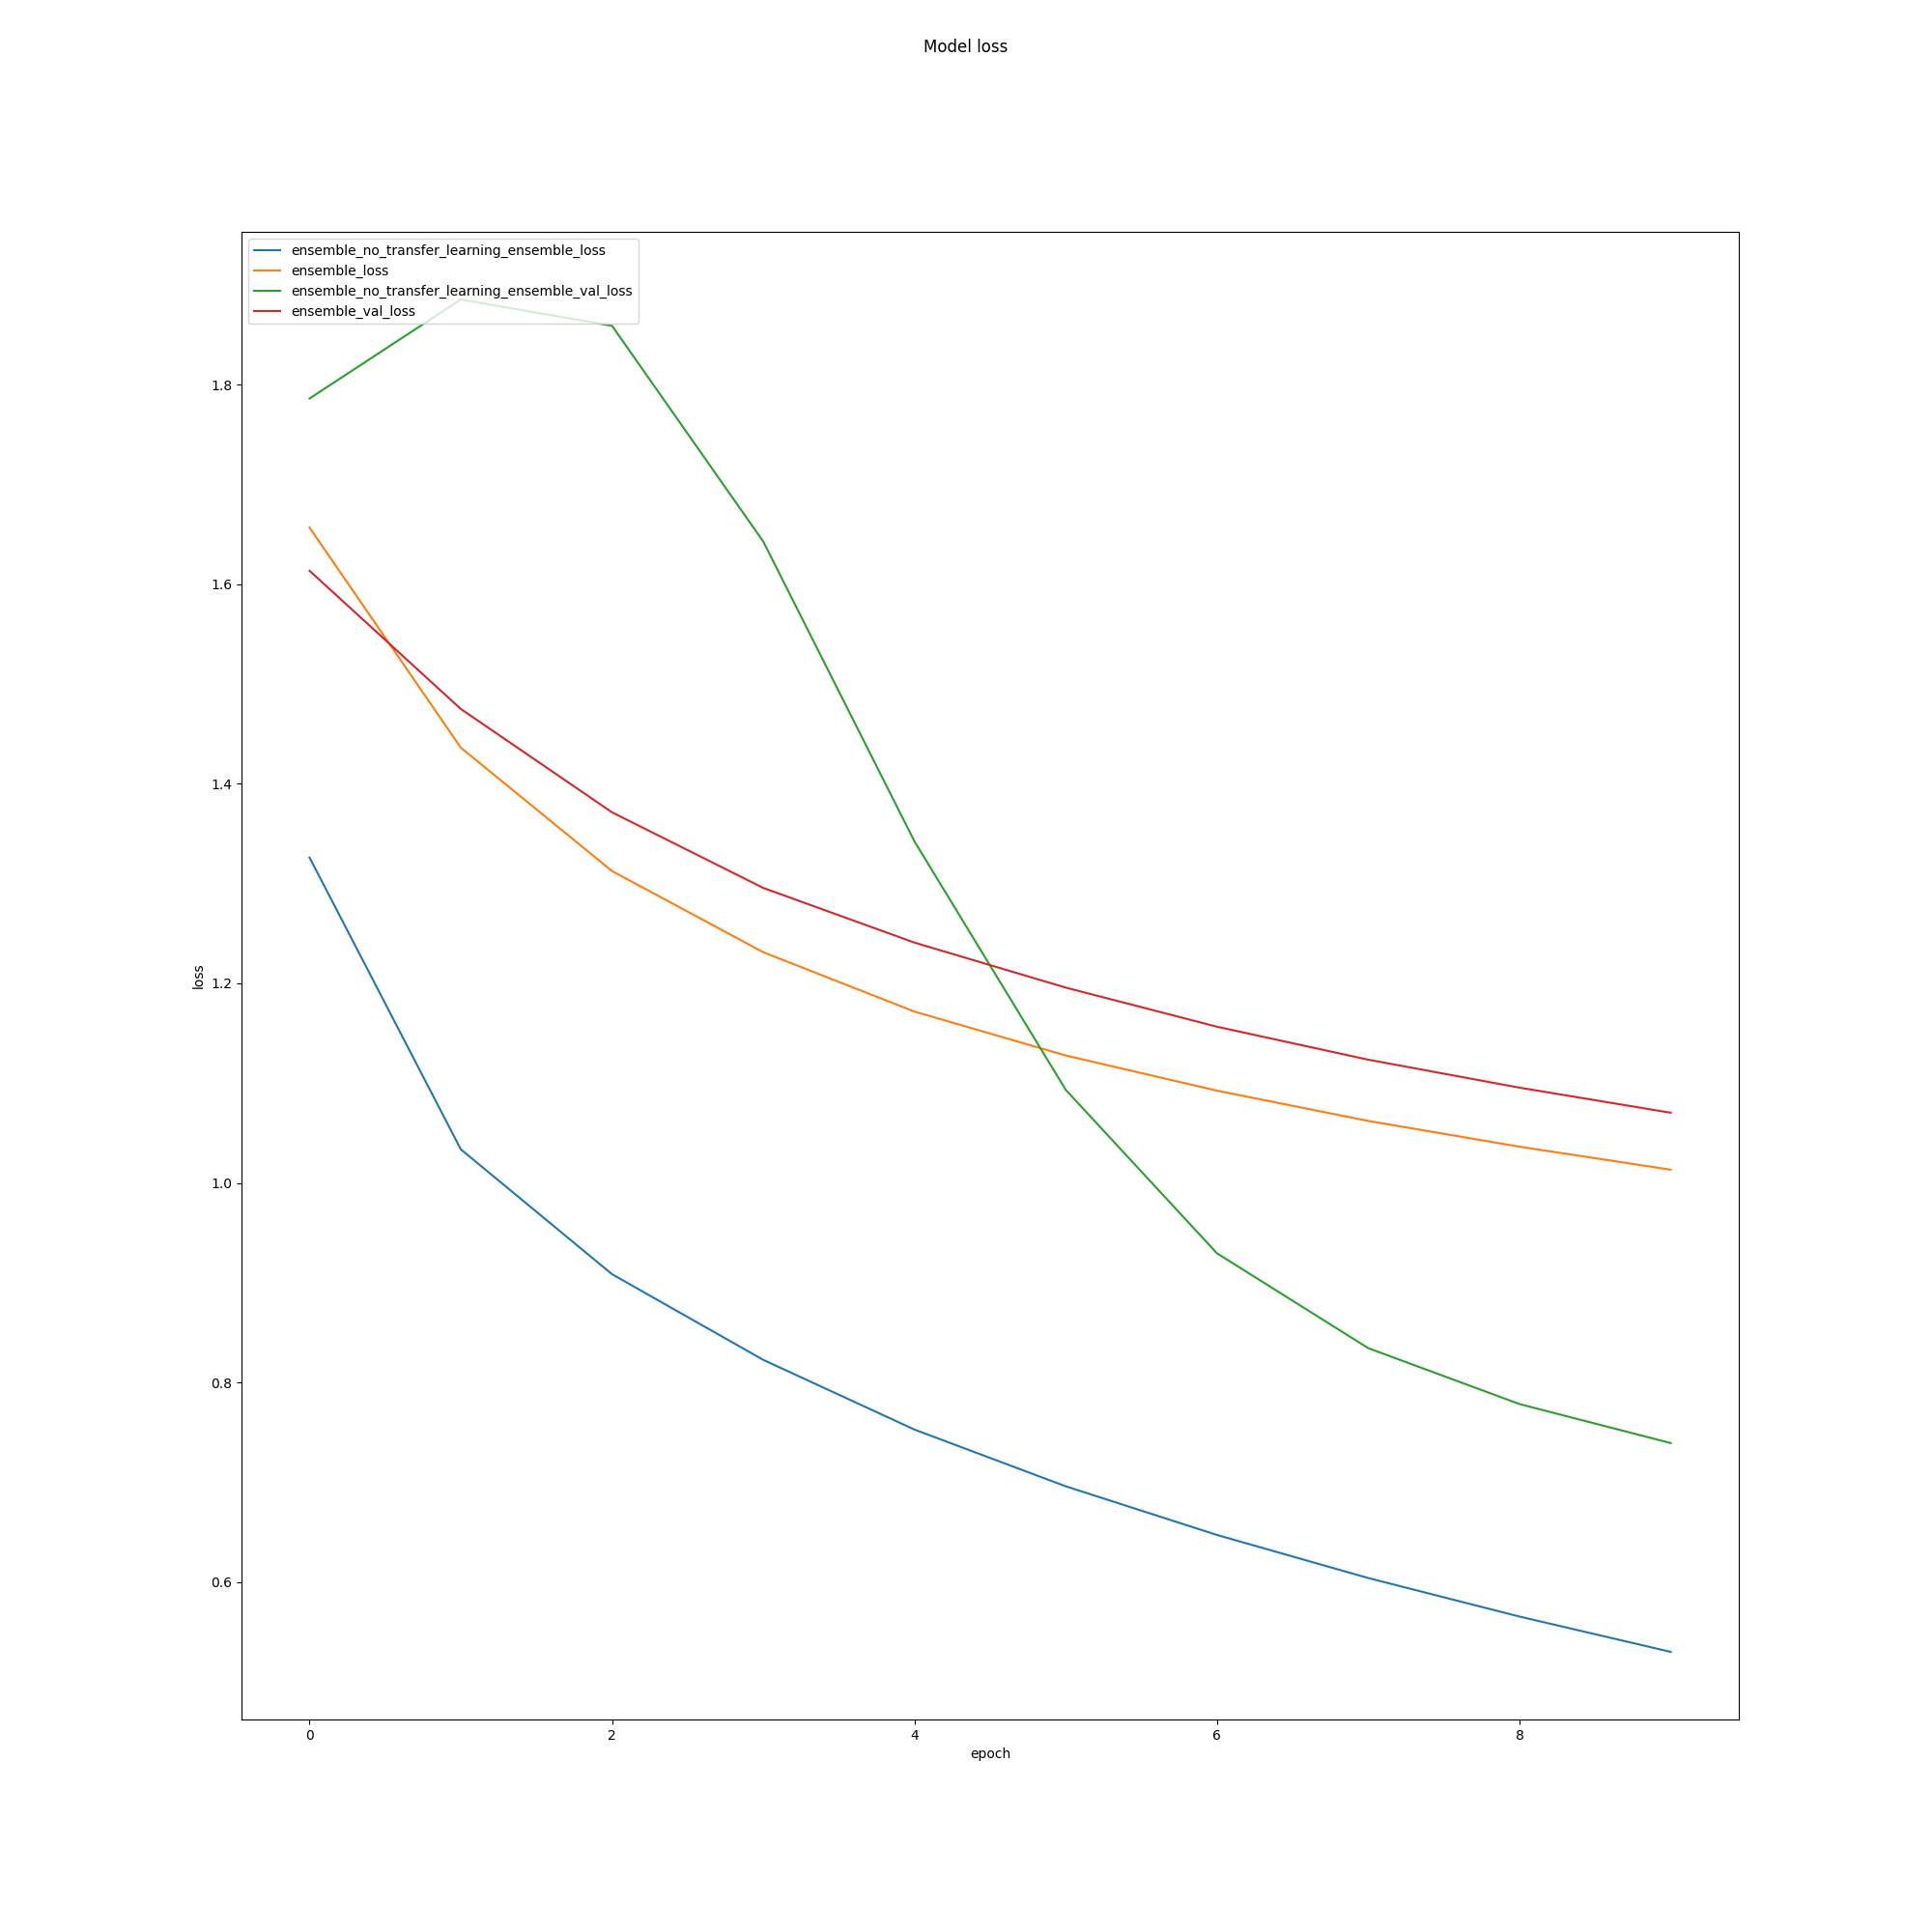 Model loss
ensemble_no_transfer_learning_ensemble_loss
ensemble_loss
ensemble_no_transfer_learning_ensemble_val_loss
ensemble_val_loss
1.8
1.6
1.4
1.2
1.0
0.8
0.6
loss
0 2 4 6 8
epoch